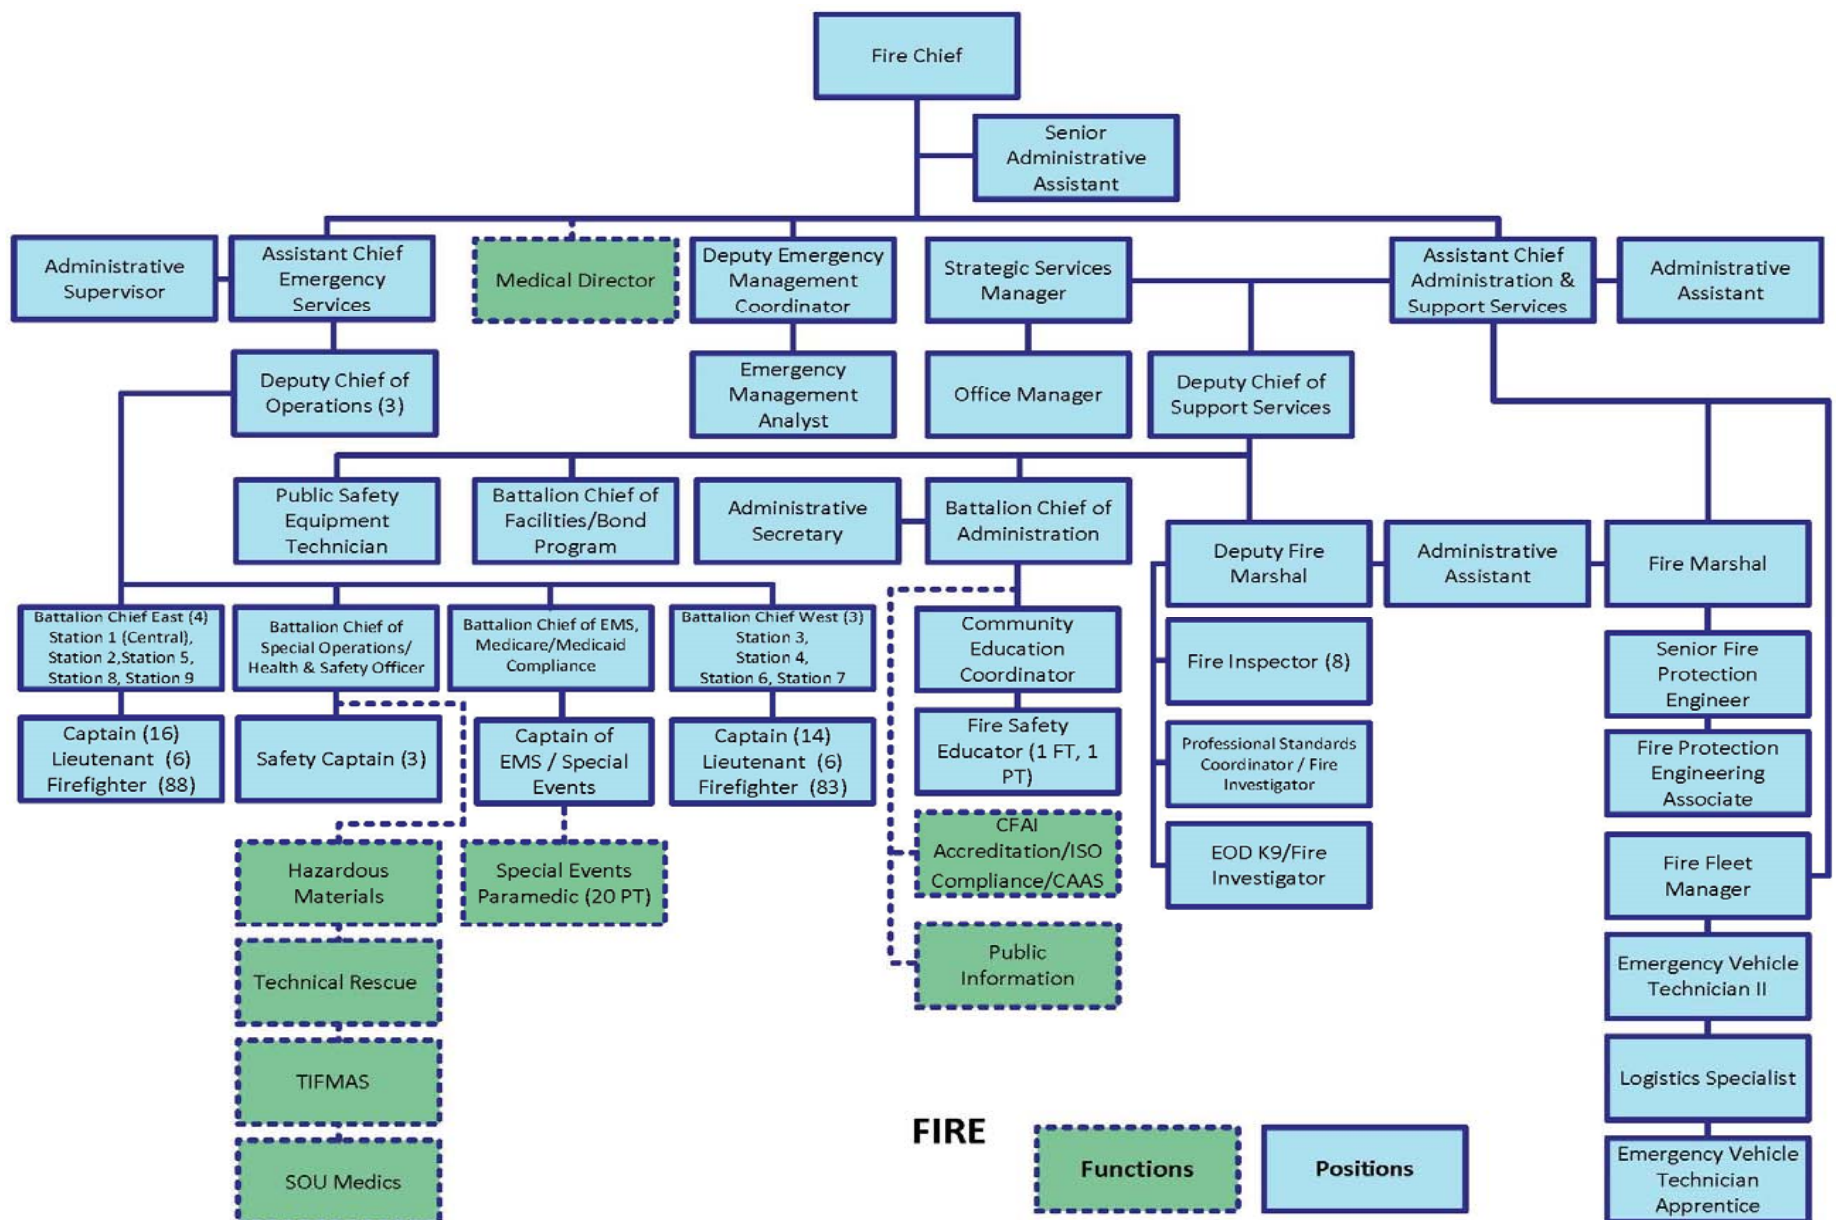 Fire Chief
Senior
Administrative
Assistant
Administrative
Supervisor
Assistant Chief
Emergency
Services
Medical Director
Deputy Emergency
Management
Coordinator
Strategic Services
Manager
Assistant Chief
Administration &
Support Services
Administrative
Assistant
Deputy Chief of
Operations (3)
Emergency
Management
Analyst
Office Manager
Deputy Chief of
Support Services
Public Safety
Equipment
Technician
Battalion Chief of
Facilities/Bond
Program
Administrative
Secretary
Battalion Chief of
Administration
Deputy Fire
Marshal
Administrative
Assistant
Fire Marshal
Battalion Chief East (4)
Station 1 (Central),
Station 2,Station 5,
Station 8, Station 9
Battalion Chief of
Special Operations/
Health & Safety Officer
Battalion Chief of EMS,
Medicare/Medicaid
Compliance
Battalion Chief West (3)
Station 3,
Station 4,
Station 6, Station 7
Community
Education
Coordinator
Fire Inspector (8)
Senior Fire
Protection
Engineer
Captain (16)
Lieutenant (6)
Firefighter (88)
Safety Captain (3)
Captain of
EMS / Special
Events
Captain (14)
Lieutenant (6)
Firefighter (83)
Fire Safety
Educator (1 FT, 1
PT)
Professional Standards
Coordinator / Fire
Investigator
Fire Protection
Engineering
Associate
Hazardous
Materials
Special Events
Paramedic (20 PT)
CFAI
Accreditation/ISO
Compliance/CAAS
EOD K9/Fire
Investigator
Fire Fleet
Manager
Technical Rescue
Public
Information
Emergency Vehicle
Technician II
TIFMAS
Logistics Specialist
SOU Medics
FIRE
Functions
Positions
Emergency Vehicle
Technician
Apprentice